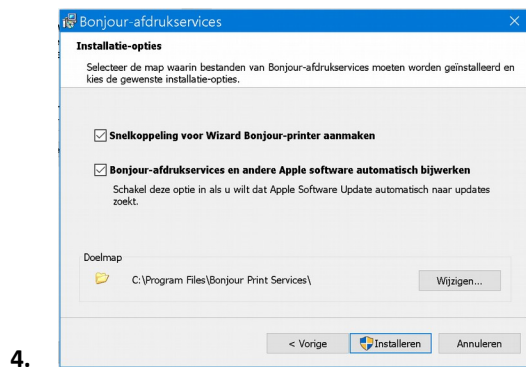 Bonjour-afdrukservices
Installatie-opties
Selecteer de map waarin bestanden van Bonjour-afdrukservices moeten worden geïnstalleerd en
kies de gewenste installatie-opties.
Snelkoppeling voor Wizard Bonjour-printer aanmaken
Bonjour-afdrukservices en andere Apple software automatisch bijwerken
Schakel deze optie in als u wilt dat Apple Software Update automatisch naar updates
zoekt.
Doelmap
C:\Program Files\Bonjour Print Services\
Wijzigen...
< Vorige
Installeren
Annuleren
4.